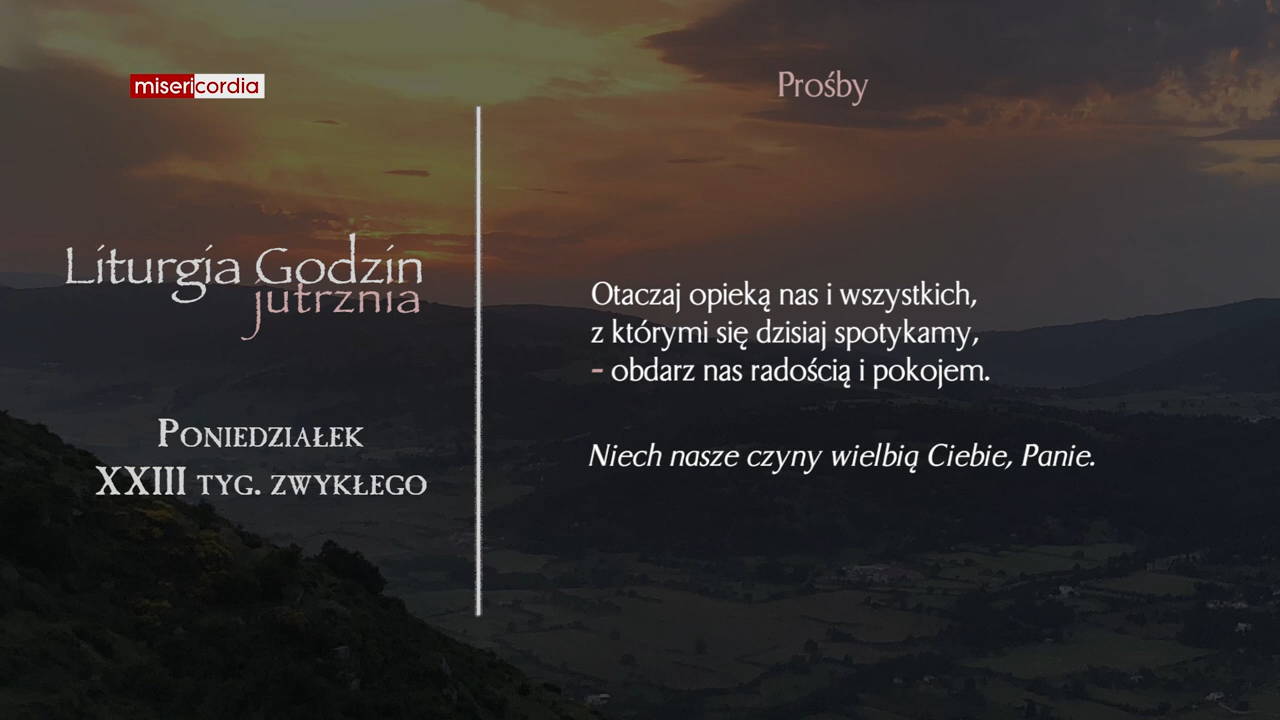 misericordia
Liturgia Godzin
jutrznia
Poniedziałek
XXIII tyg. zwykłego
Prośby
Otaczaj opieką nas i wszystkich,
z którymi się dzisiaj spotykamy,
- obdarz nas radością i pokojem.
Niech nasze czyny wielbią Ciebie, Panie.